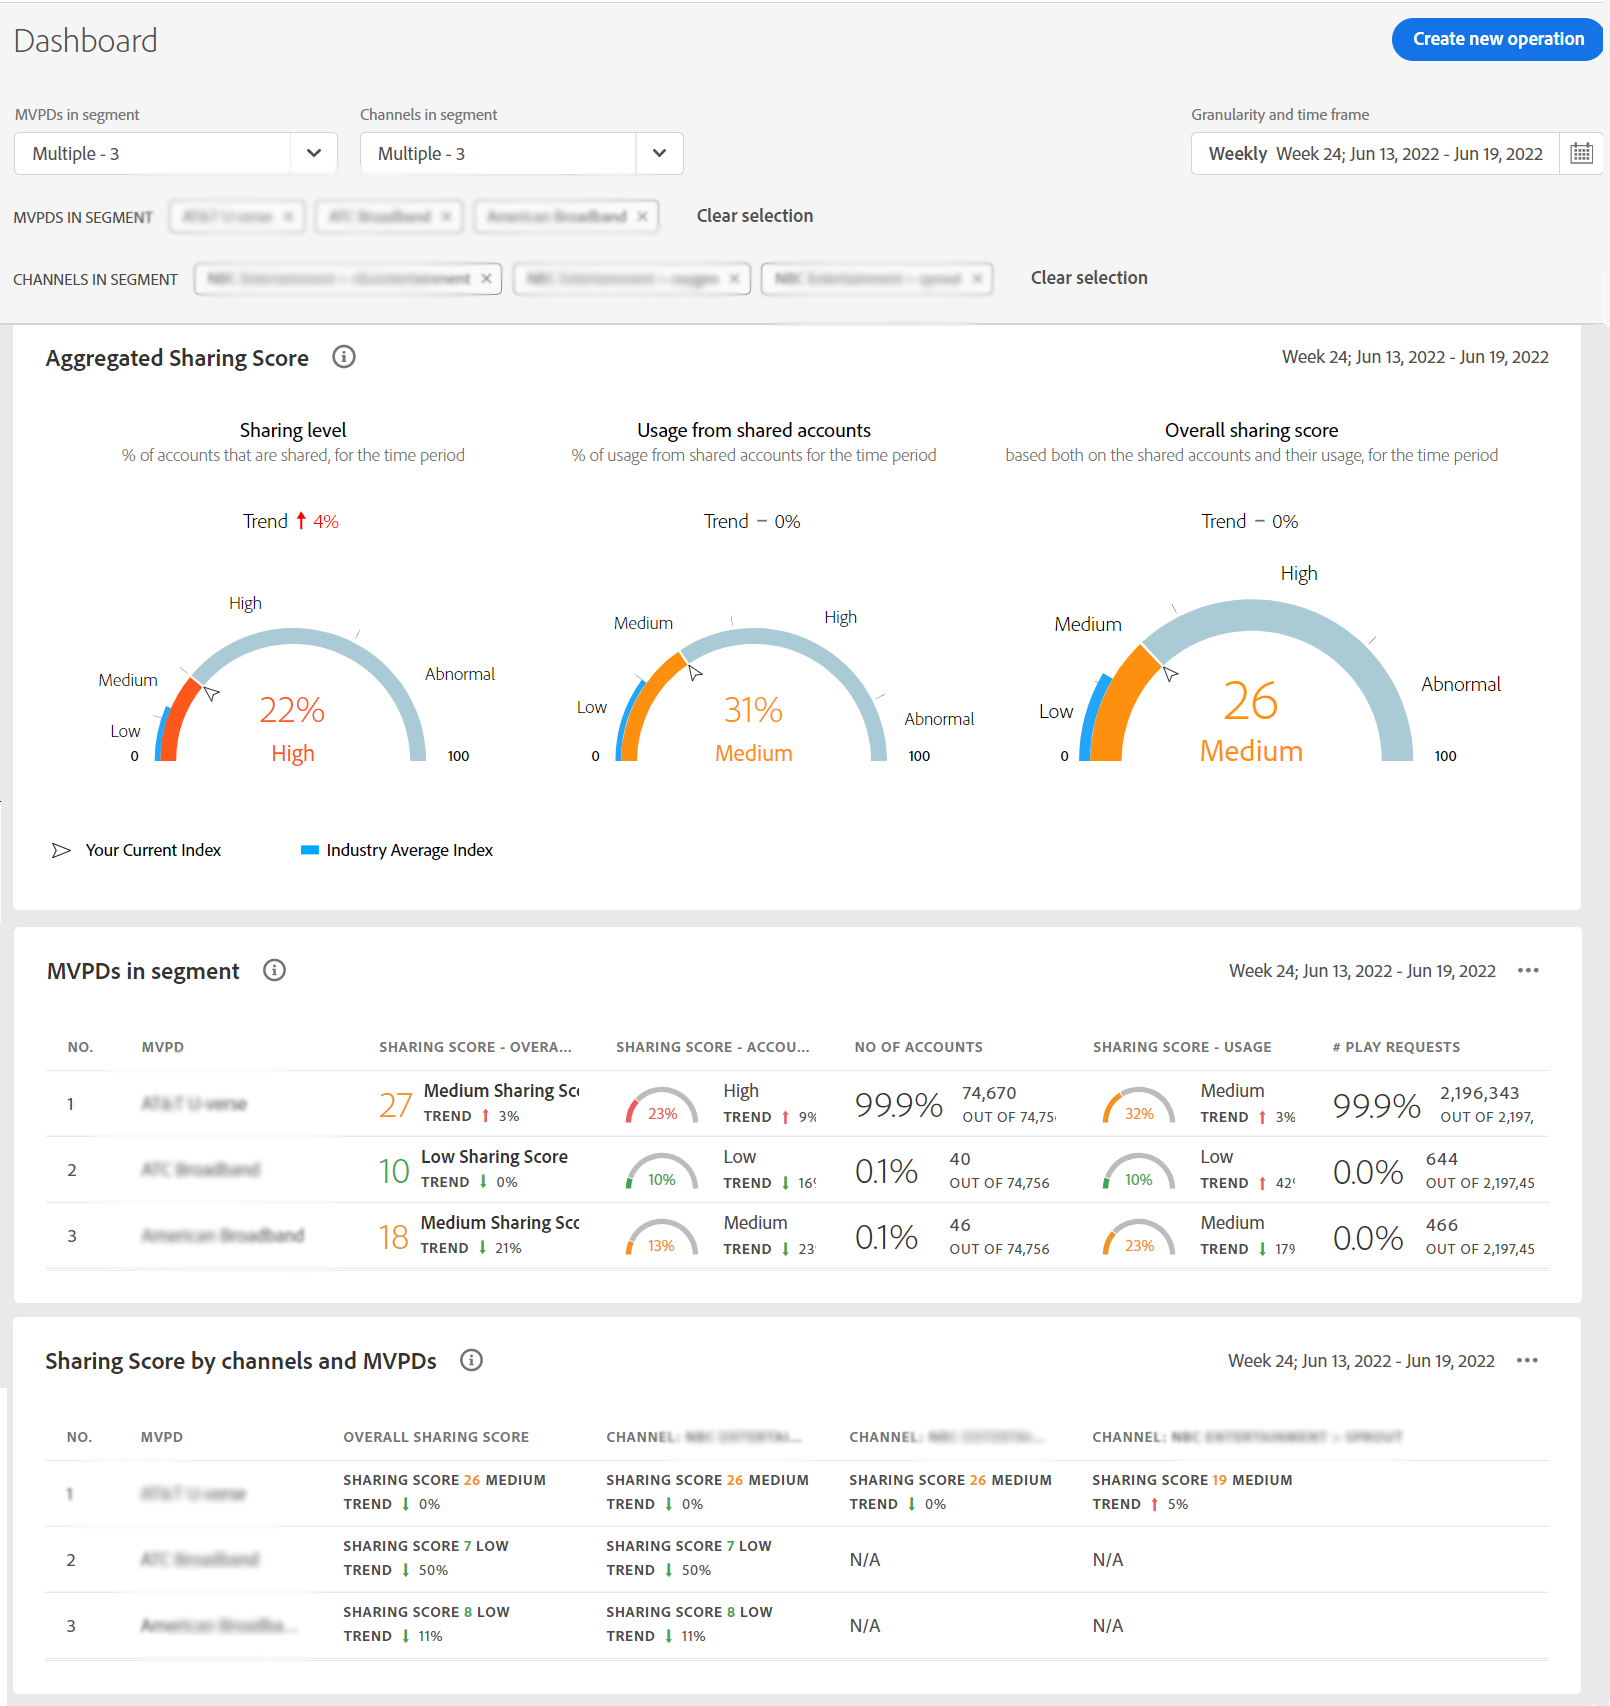 Dashboard
Create new operation
MVPDs in segment
Channels in segment
Granularity and time frame
Multiple - 3
Multiple - 3
Weekly Week 24; Jun 13, 2022 - Jun 19, 2022
MVPDS IN SEGMENT
Clear selection
CHANNELS IN SEGMENT
Clear selection
Aggregated Sharing Score
Week 24; Jun 13, 2022 - Jun 19, 2022
Sharing level
% of accounts that are shared, for the time period
Trend 4%
High
Medium
Abnormal
Low
0
100
22%
High
Usage from shared accounts
% of usage from shared accounts for the time period
Trend – 0%
Medium
High
Low
Abnormal
0
100
31%
Medium
Overall sharing score
based both on the shared accounts and their usage, for the time period
Trend – 0%
High
Medium
Abnormal
Low
0
100
26
Medium
Your Current Index
Industry Average Index
MVPDs in segment
Week 24; Jun 13, 2022 - Jun 19, 2022
NO. MVPD SHARING SCORE - OVERA... SHARING SCORE - ACCOU... NO OF ACCOUNTS SHARING SCORE - USAGE # PLAY REQUESTS
1 AT&T U-verse 27 Medium Sharing Sc 23% High 99.9% 74,670 32% Medium 99.9% 2,196,343
TREND 3% TREND 9% OUT OF 74,75 TREND 3% OUT OF 2,197,
2 ATC Broadband 10 Low Sharing Score 10% Low 0.1% 40 10% Low 0.0% 644
TREND 0% TREND 16 OUT OF 74,756 TREND 42 OUT OF 2,197,45
3 American Broadband 18 Medium Sharing Sc 13% Medium 0.1% 46 23% Medium 0.0% 466
TREND 21% TREND 23 OUT OF 74,756 TREND 17% OUT OF 2,197,45
Sharing Score by channels and MVPDs
Week 24; Jun 13, 2022 - Jun 19, 2022
NO. MVPD OVERALL SHARING SCORE CHANNEL: CHANNEL: CHANNEL: NBC ENTERTAINMENT > SPROUT
1 AT&T U-verse SHARING SCORE 26 MEDIUM SHARING SCORE 26 MEDIUM SHARING SCORE 26 MEDIUM SHARING SCORE 19 MEDIUM
TREND 0% TREND 0% TREND 0% TREND 5%
2 ATC Broadband SHARING SCORE 7 LOW SHARING SCORE 7 LOW N/A N/A
TREND 50% TREND 50%
3 SHARING SCORE 8 LOW SHARING SCORE 8 LOW N/A N/A
TREND 11% TREND 11%